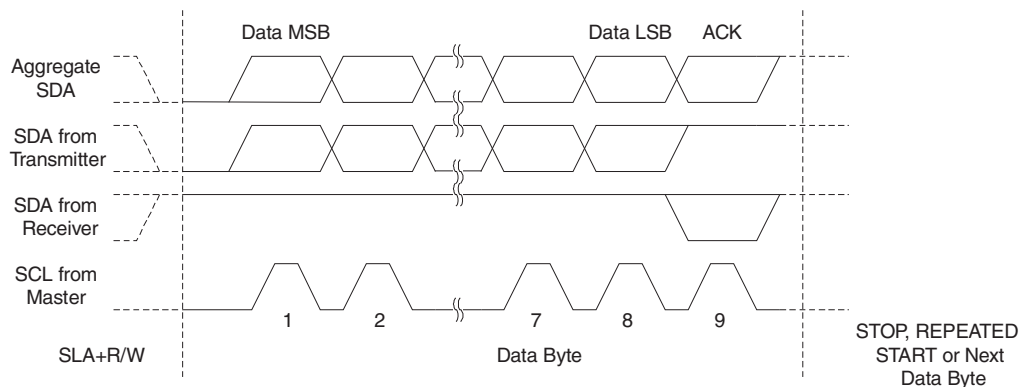 Data MSB
Data LSB
ACK
Aggregate
SDA
SDA from
Transmitter
SDA from
Receiver
SCL from
Master
1
2
7
8
9
SLA+R/W
Data Byte
STOP, REPEATED
START or Next
Data Byte